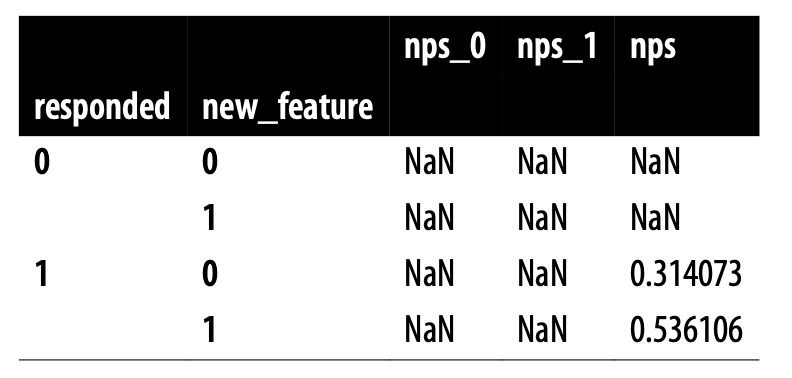 nps_0 nps_1 nps
responded new_feature
0 0 NaN NaN NaN
1 NaN NaN NaN
1 0 NaN NaN 0.314073
1 NaN NaN 0.536106